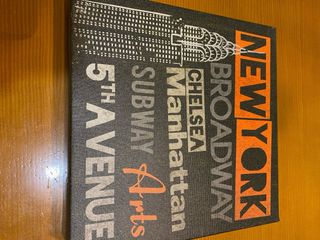 NEW YORK
BROADWAY
CHELSEA
Manhattan
SUBWAY Arts
5TH AVENUE